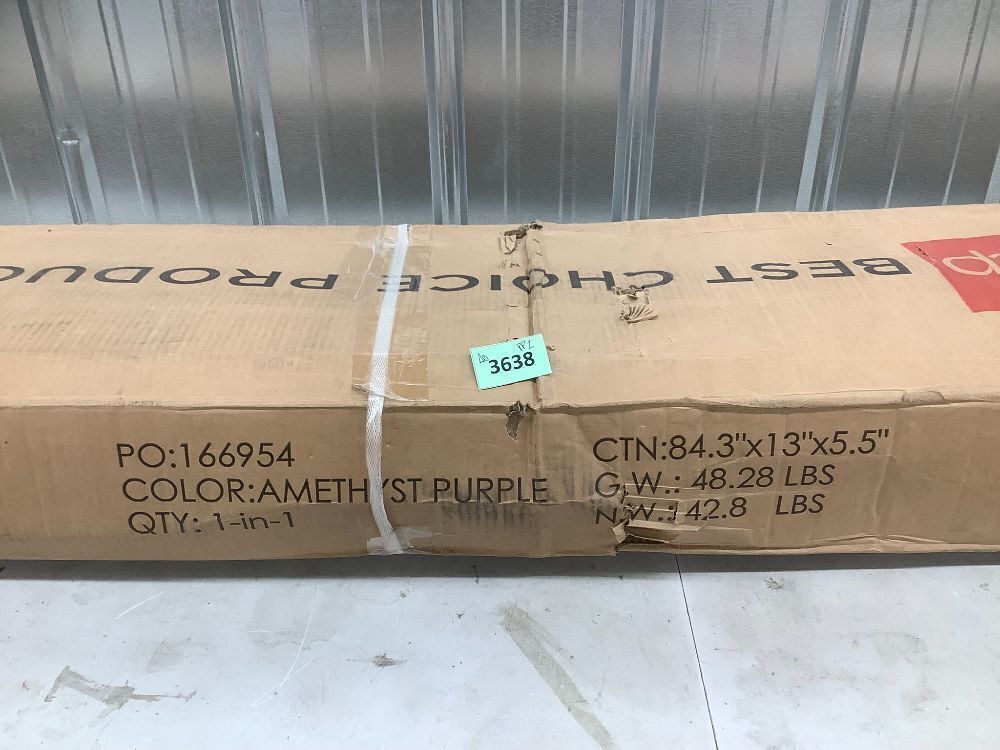 BEST CHOICE PRODUC
PP1
3638
PO:166954
COLOR:AMETHYST PURPLE
QTY: 1-in-1
CTN:84.3"x13"x5.5"
G.W.: 48.28 LBS
N.W.: 42.8 LBS